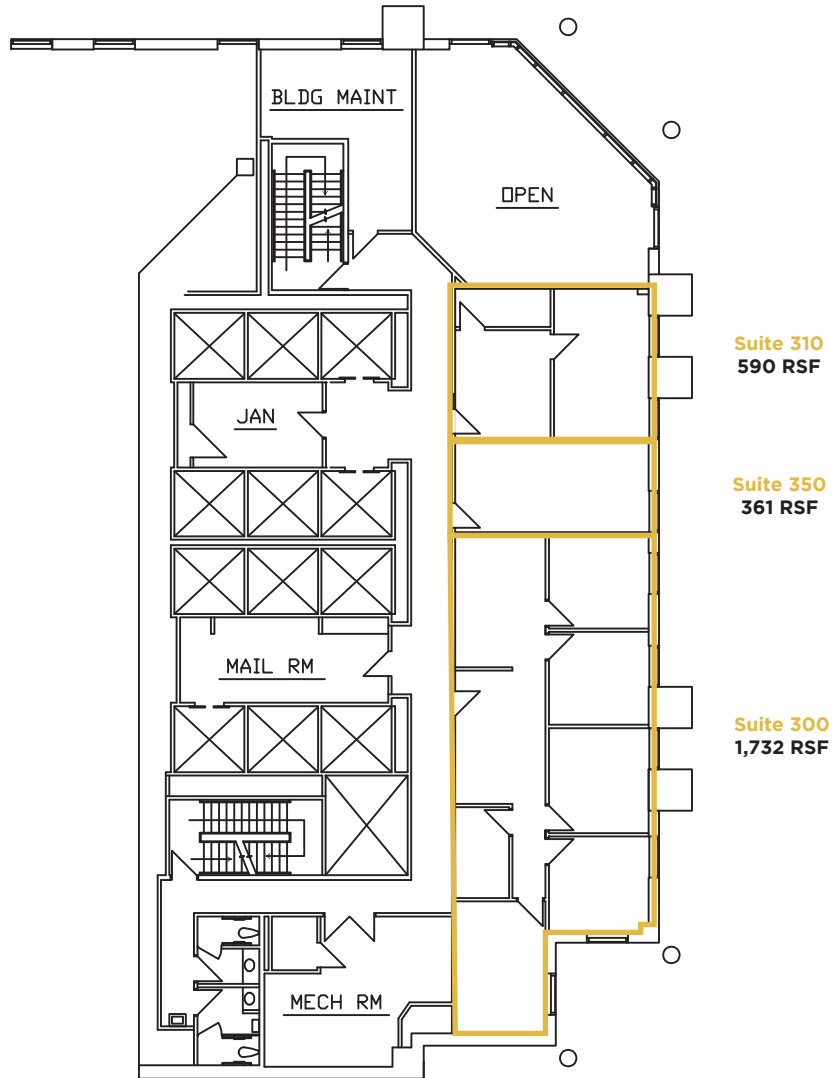 BLDG MAINT
OPEN
Suite 310
590 RSF
JAN
Suite 350
361 RSF
MAIL RM
Suite 300
1,732 RSF
MECH RM